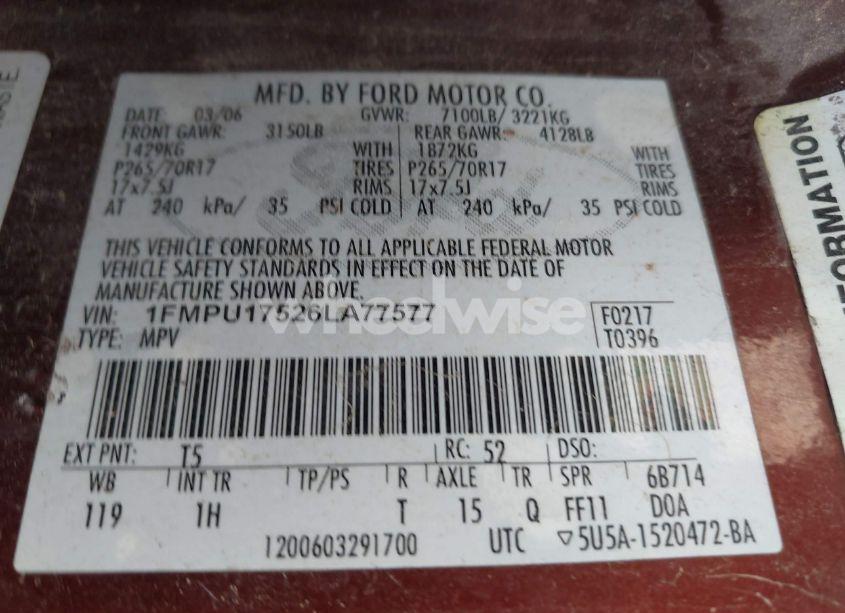 MFD. BY FORD MOTOR CO.
DATE: 03/06 GVWR: 7100LB/ 3221KG
FRONT GAWR: 3150LB REAR GAWR: 4128LB
1429KG WITH 1872KG WITH
P265/70R17 TIRES P265/70R17 TIRES
17x7.5J RIMS 17x7.5J RIMS
AT 240 kPa/ 35 PSI COLD AT 240 kPa/ 35 PSI COLD
THIS VEHICLE CONFORMS TO ALL APPLICABLE FEDERAL MOTOR
VEHICLE SAFETY STANDARDS IN EFFECT ON THE DATE OF
MANUFACTURE SHOWN ABOVE.
VIN: 1FMPU17526LA77577 F0217
TYPE: MPV T0396
wheelwise
EXT PNT: T5 RC: 52 DSO:
WB INT TR TP/PS R AXLE TR SPR 6B714
119 1H T 15 Q FF11 D0A
1200603291700 UTC ▽5U5A-1520472-BA
FORMATION